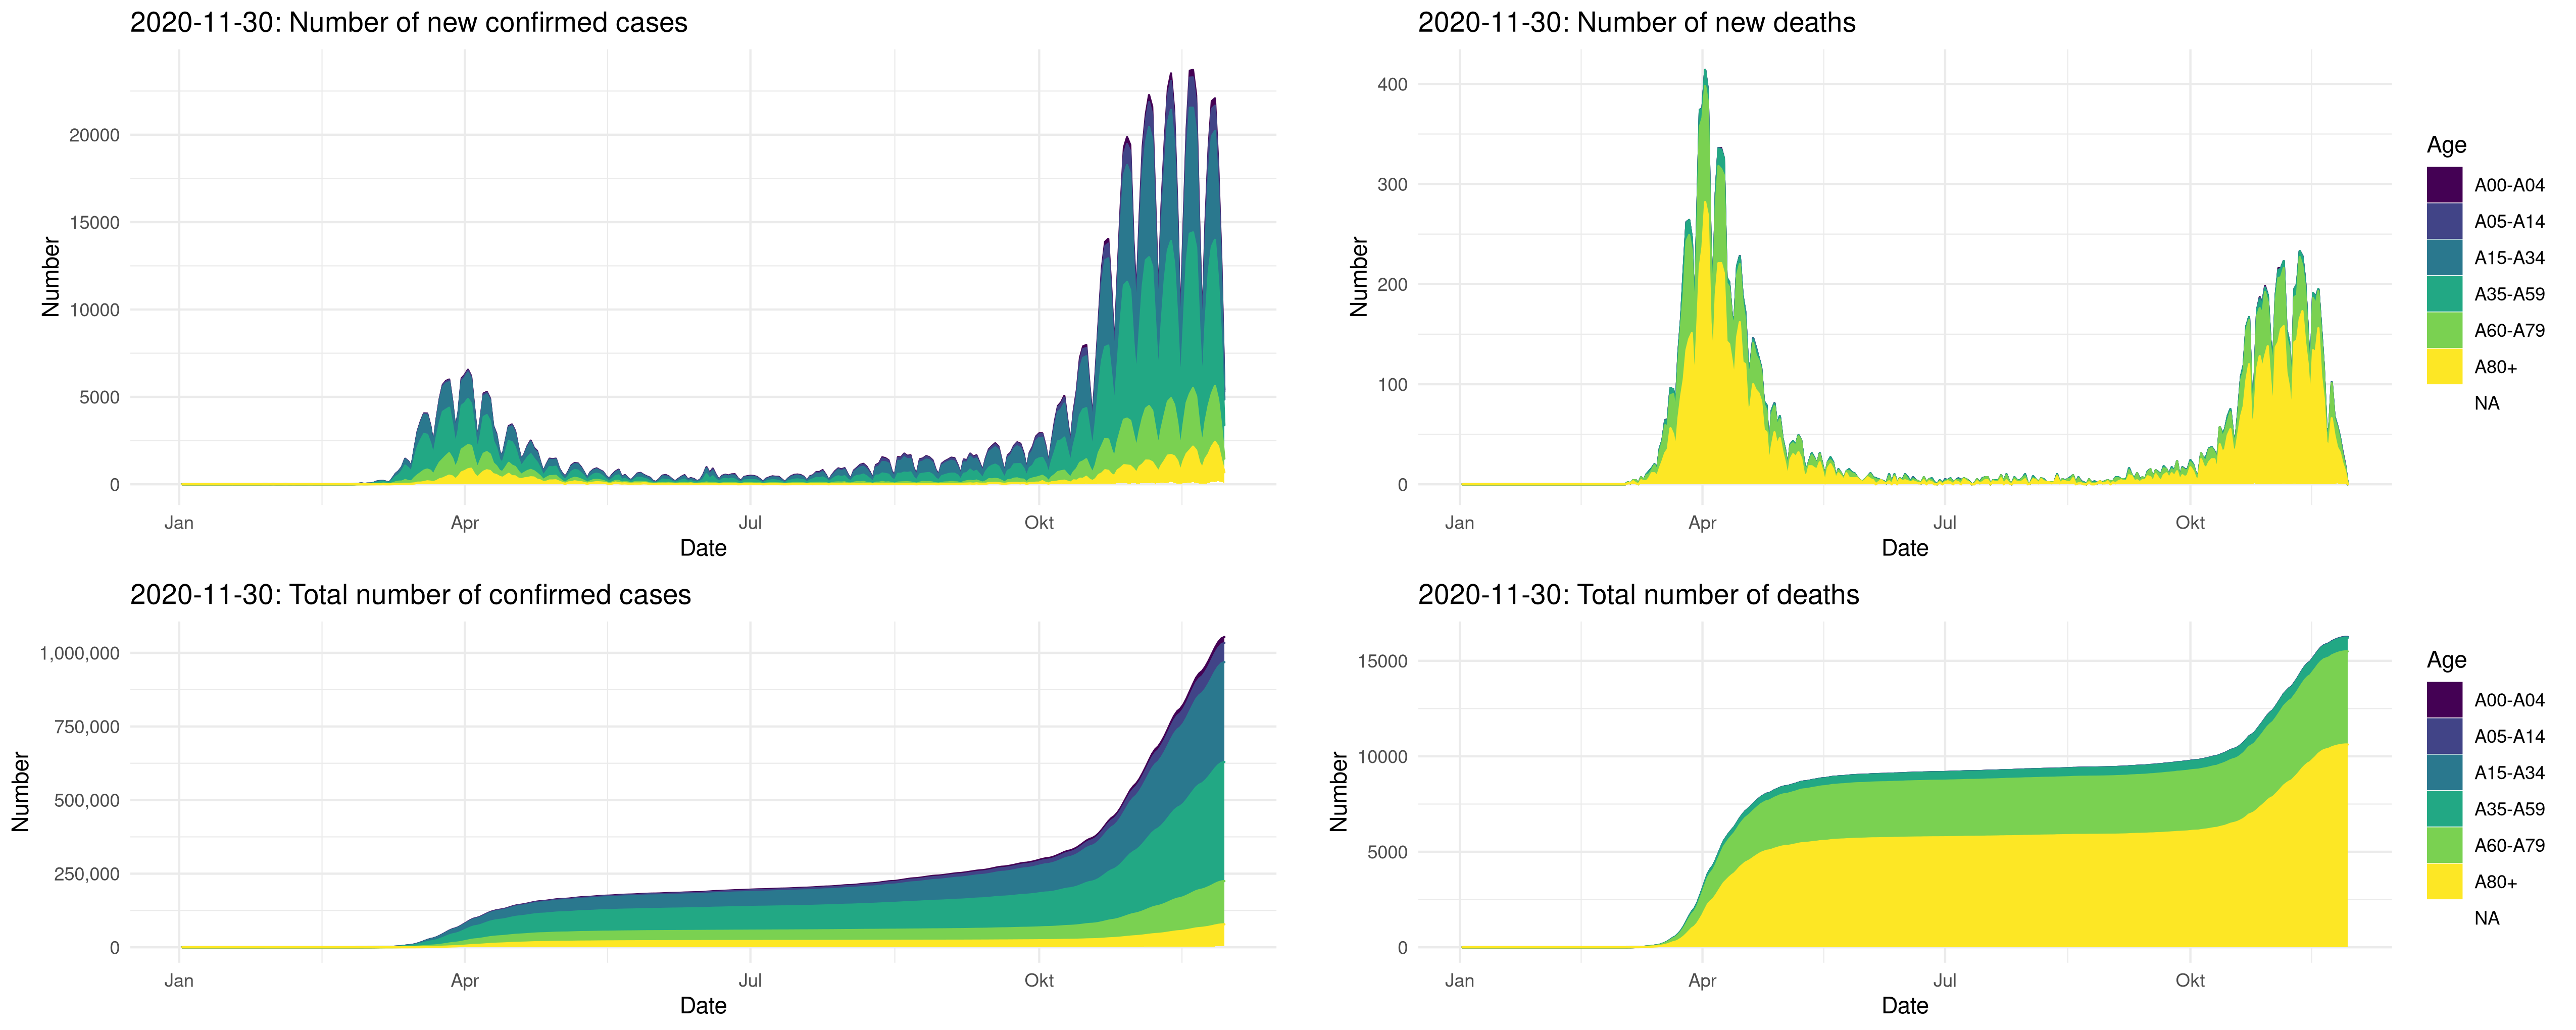 2020-11-30: Number of new confirmed cases
20000
15000
10000
5000
0
Number
Jan Apr Jul Okt
Date
2020-11-30: Number of new deaths
400
300
200
100
0
Number
Jan Apr Jul Okt
Date
Age
A00-A04
A05-A14
A15-A34
A35-A59
A60-A79
A80+
NA
2020-11-30: Total number of confirmed cases
1,000,000
750,000
500,000
250,000
0
Number
Jan Apr Jul Okt
Date
2020-11-30: Total number of deaths
15000
10000
5000
0
Number
Jan Apr Jul Okt
Date
Age
A00-A04
A05-A14
A15-A34
A35-A59
A60-A79
A80+
NA